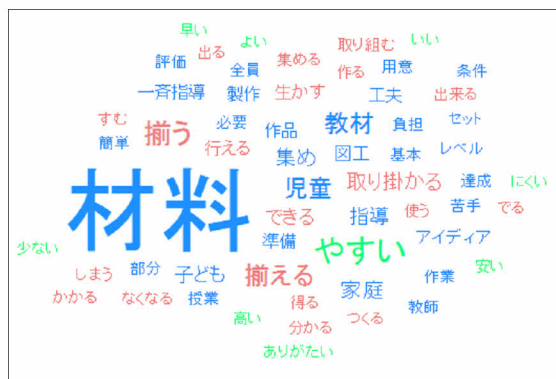 早い よい 取り組む いい
評価 出る 全員 集める 作る 用意 条件
一斉指導 製作 生かす 工夫 出来る
すむ 揃う 必要 作品 教材 負担 セット
簡単 行える 集め 図工 基本 レベル
材料 児童 取り掛かる 達成 にくい
できる 指導 使う 苦手 でる
少ない 準備 やすい アイディア
しまう 部分 子ども 揃える 家庭 作業 安い
かかる なくなる 授業 得る 教師
高い 分かる つくる
ありがたい